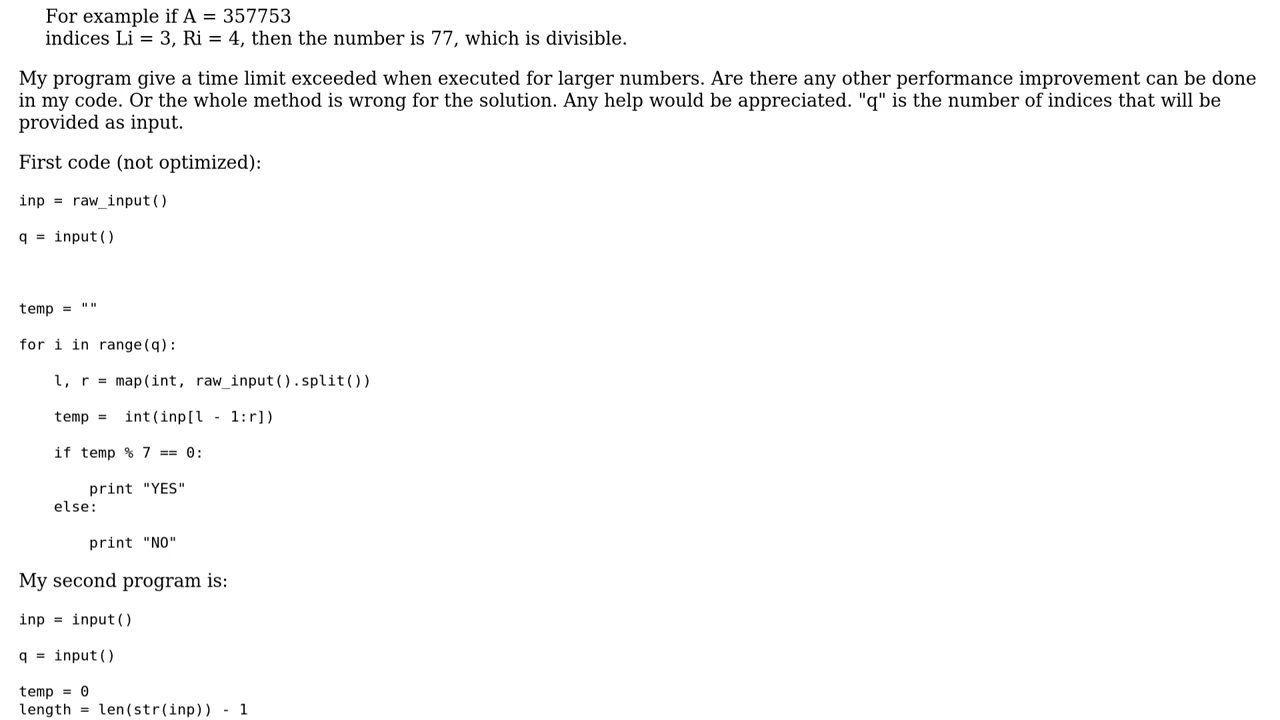 For example if A = 357753
indices Li = 3, Ri = 4, then the number is 77, which is divisible.
My program give a time limit exceeded when executed for larger numbers. Are there any other performance improvement can be done
in my code. Or the whole method is wrong for the solution. Any help would be appreciated. "q" is the number of indices that will be
provided as input.
First code (not optimized):
inp = raw_input()
q = input()
temp = ""
for i in range(q):
    l, r = map(int, raw_input().split())
    temp =  int(inp[l - 1:r])
    if temp % 7 == 0:
        print "YES"
    else:
        print "NO"
My second program is:
inp = input()
q = input()
temp = 0
length = len(str(inp)) - 1